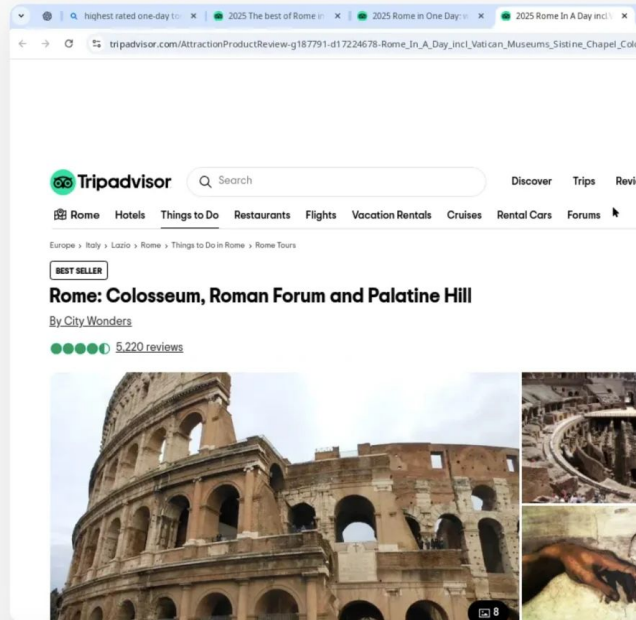 highest rated one-day to
2025 The best of Rome in
2025 Rome in One Day: w
2025 Rome In A Day incl V
tripadvisor.com/AttractionProductReview-g187791-d17224678-Rome_In_A_Day_incl_Vatican_Museums_Sistine_Chapel_Col
Tripadvisor
Search
Discover
Trips
Revi
Rome
Hotels
Things to Do
Restaurants
Flights
Vacation Rentals
Cruises
Rental Cars
Forums
Europe › Italy › Lazio › Rome › Things to Do in Rome › Rome Tours
BEST SELLER
Rome: Colosseum, Roman Forum and Palatine Hill
By City Wonders
5,220 reviews
8